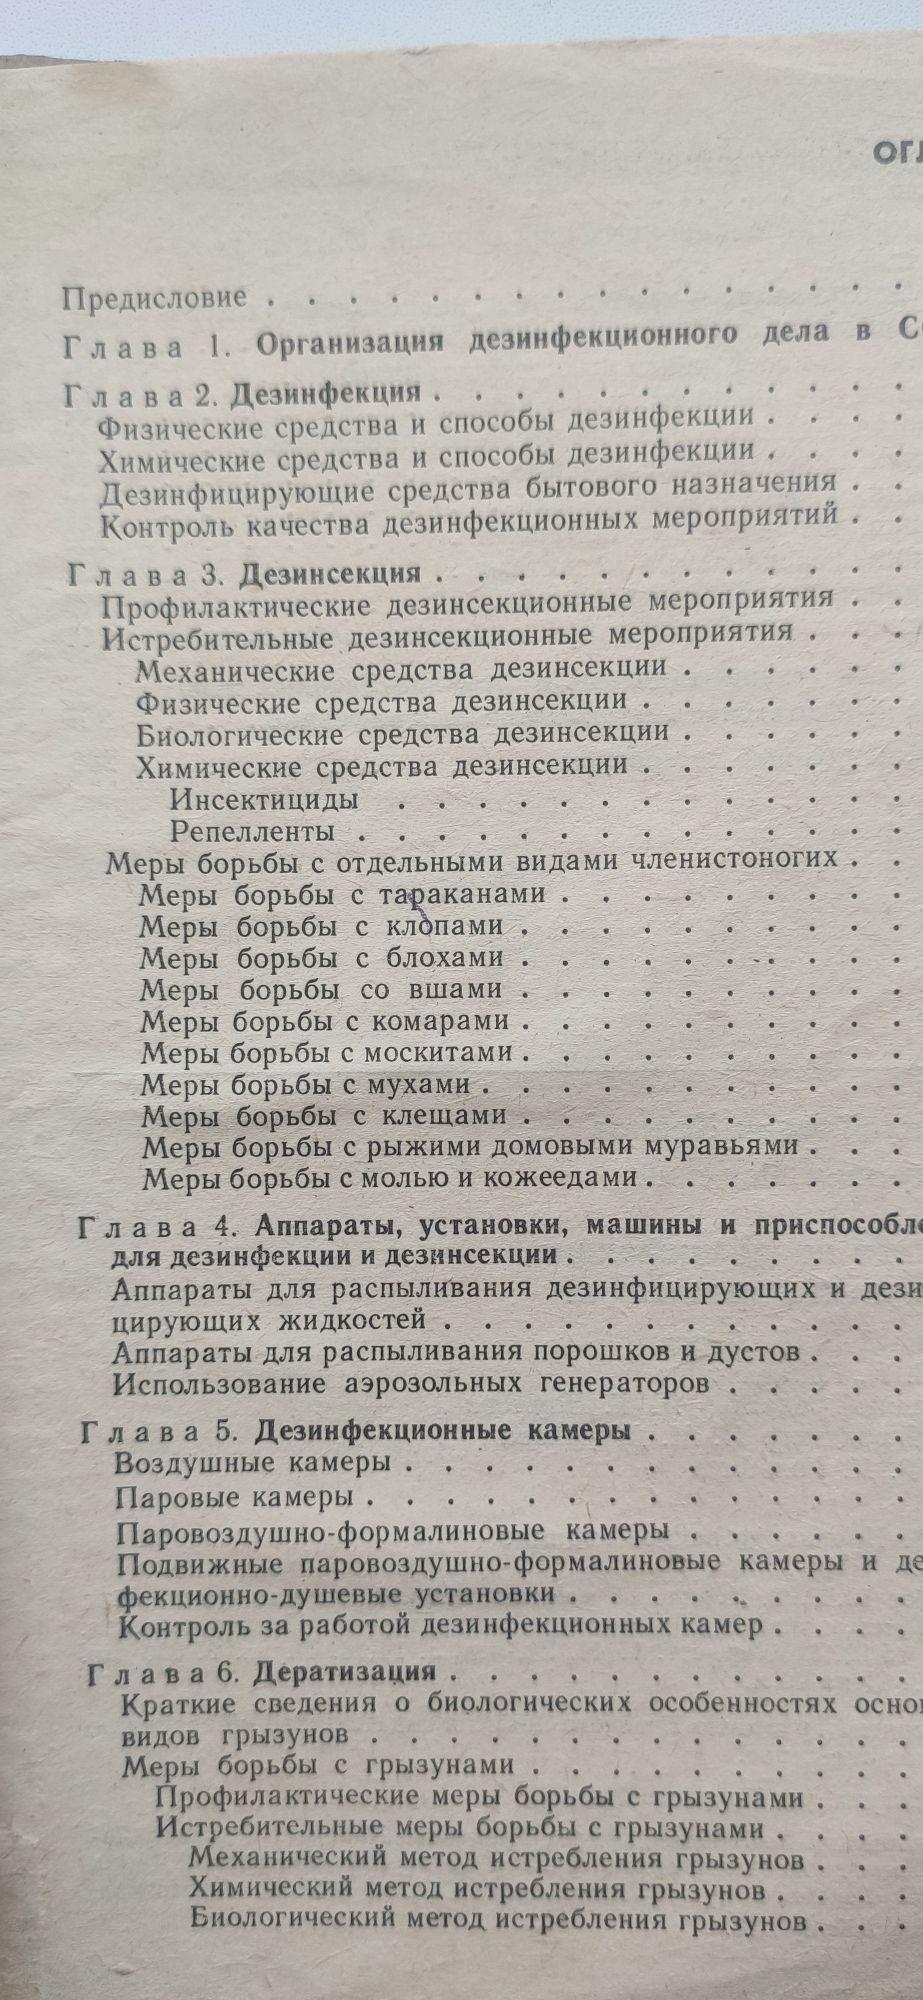 ОГЛ
Предисловие . . . . . . . . . . . . . . . .
Глава 1. Организация дезинфекционного дела в СС
Глава 2. Дезинфекция . . . . . . . . . . . .
Физические средства и способы дезинфекции . . . .
Химические средства и способы дезинфекции . . . .
Дезинфицирующие средства бытового назначения . .
Контроль качества дезинфекционных мероприятий . .
Глава 3. Дезинсекция . . . . . . . . . . . .
Профилактические дезинсекционные мероприятия . .
Истребительные дезинсекционные мероприятия . . .
Механические средства дезинсекции . . . . . .
Физические средства дезинсекции . . . . . . .
Биологические средства дезинсекции . . . . . .
Химические средства дезинсекции . . . . . . .
Инсектициды . . . . . . . . . . . . .
Репелленты . . . . . . . . . . . . . .
Меры борьбы с отдельными видами членистоногих . .
Меры борьбы с тараканами . . . . . . . . .
Меры борьбы с клопами . . . . . . . . . .
Меры борьбы с блохами . . . . . . . . . .
Меры борьбы со вшами . . . . . . . . . .
Меры борьбы с комарами . . . . . . . . . .
Меры борьбы с москитами . . . . . . . . . .
Меры борьбы с мухами . . . . . . . . . . .
Меры борьбы с клещами . . . . . . . . . .
Меры борьбы с рыжими домовыми муравьями . . .
Меры борьбы с молью и кожеедами . . . . . . .
Глава 4. Аппараты, установки, машины и приспособле
для дезинфекции и дезинсекции . . . . . . . . .
Аппараты для распыливания дезинфицирующих и дези
цирующих жидкостей . . . . . . . . . . . .
Аппараты для распыливания порошков и дустов . . .
Использование аэрозольных генераторов . . . . .
Глава 5. Дезинфекционные камеры . . . . . . .
Воздушные камеры . . . . . . . . . . . . .
Паровые камеры . . . . . . . . . . . . . .
Паровоздушно-формалиновые камеры . . . . . .
Подвижные паровоздушно-формалиновые камеры и де
фекционно-душевые установки . . . . . . . . .
Контроль за работой дезинфекционных камер . . . .
Глава 6. Дератизация . . . . . . . . . . . .
Краткие сведения о биологических особенностях осно
видов грызунов . . . . . . . . . . . . . .
Меры борьбы с грызунами . . . . . . . . . .
Профилактические меры борьбы с грызунами . . .
Истребительные меры борьбы с грызунами . . . .
Механический метод истребления грызунов . . .
Химический метод истребления грызунов . . . .
Биологический метод истребления грызунов . . .